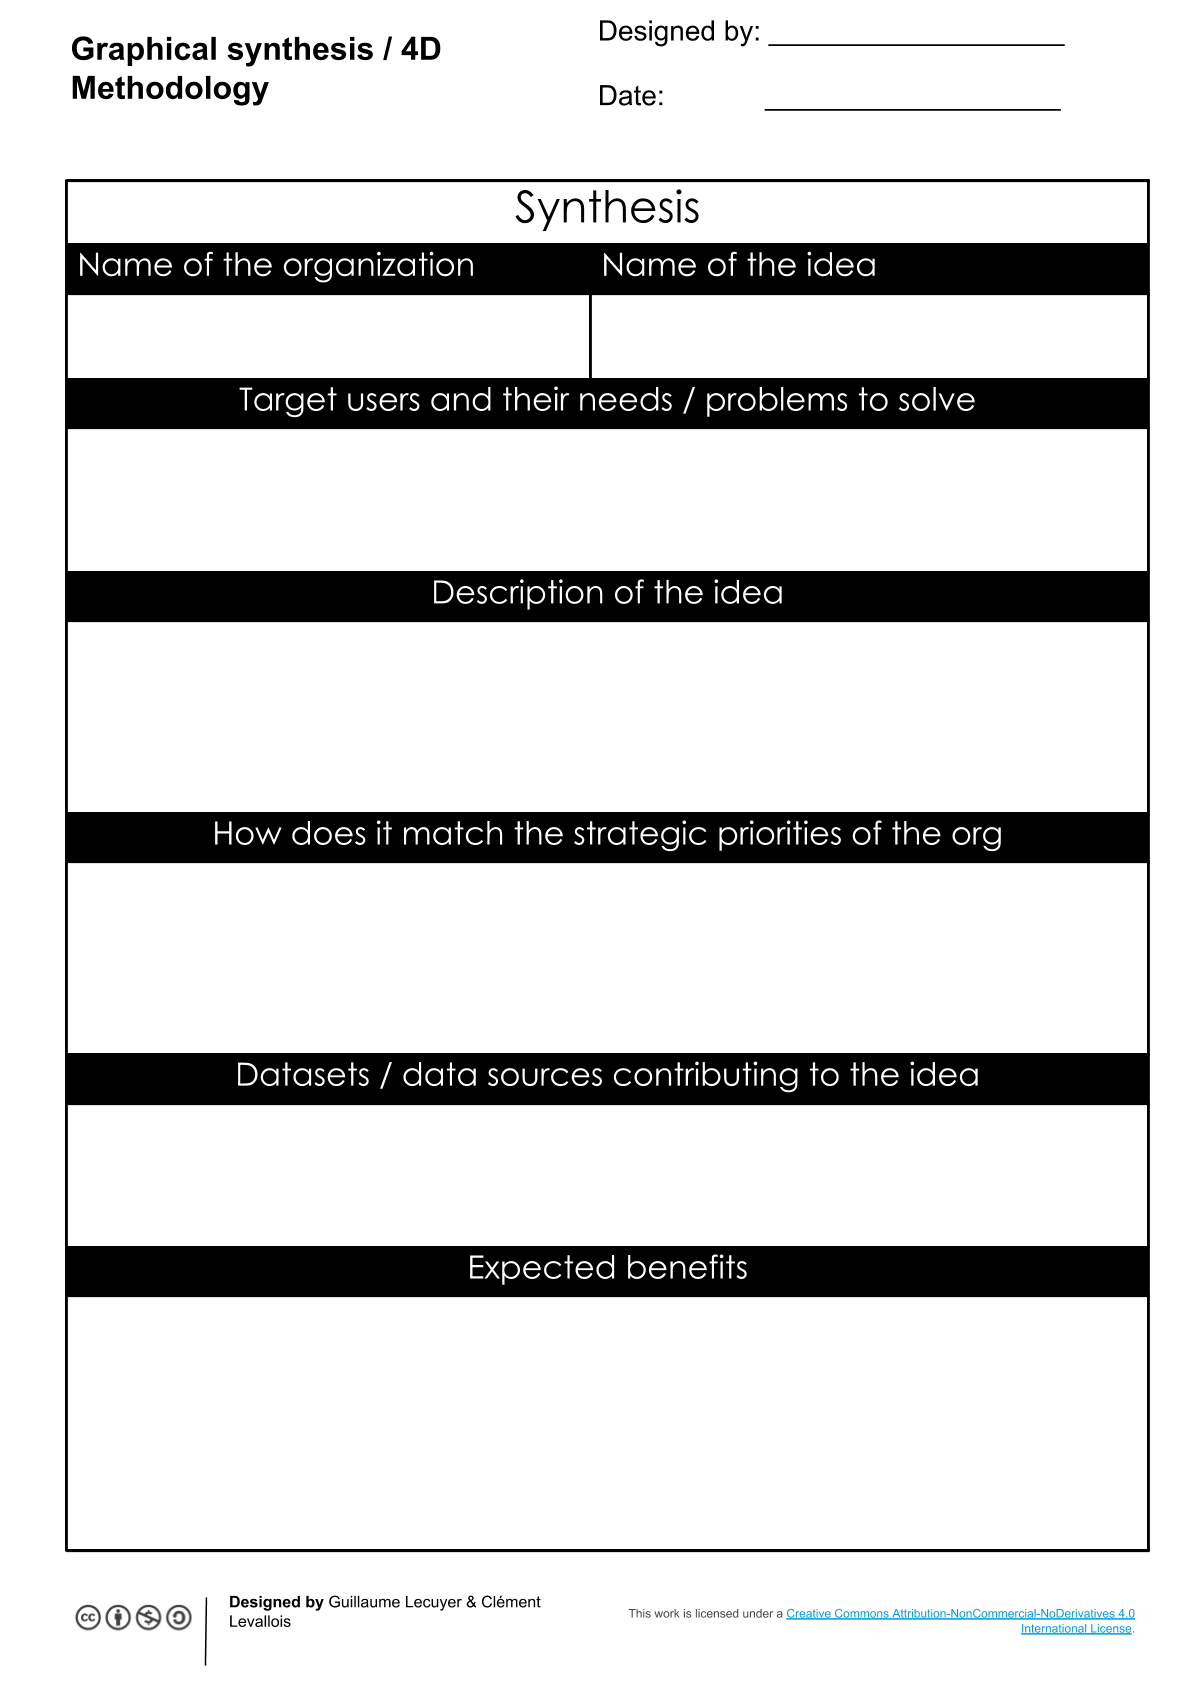 Graphical synthesis / 4D
Methodology
Designed by: ____________________
Date: ____________________
Synthesis
Name of the organization
Name of the idea
Target users and their needs / problems to solve
Description of the idea
How does it match the strategic priorities of the org
Datasets / data sources contributing to the idea
Expected benefits
cc
Designed by Guillaume Lecuyer & Clément
Levallois
This work is licensed under a Creative Commons Attribution-NonCommercial-NoDerivatives 4.0
International License.